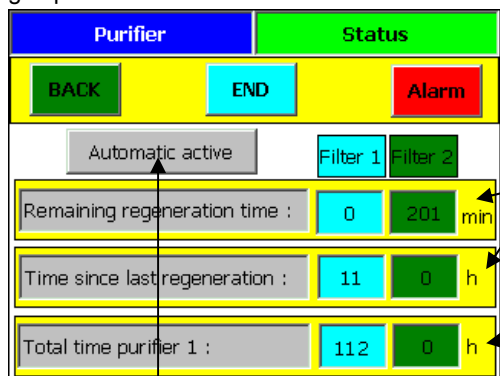 Purifier Status
BACK END Alarm
Automatic active Filter 1 Filter 2
Remaining regeneration time : 0 201 min
Time since last regeneration : 11 0 h
Total time purifier 1 : 112 0 h